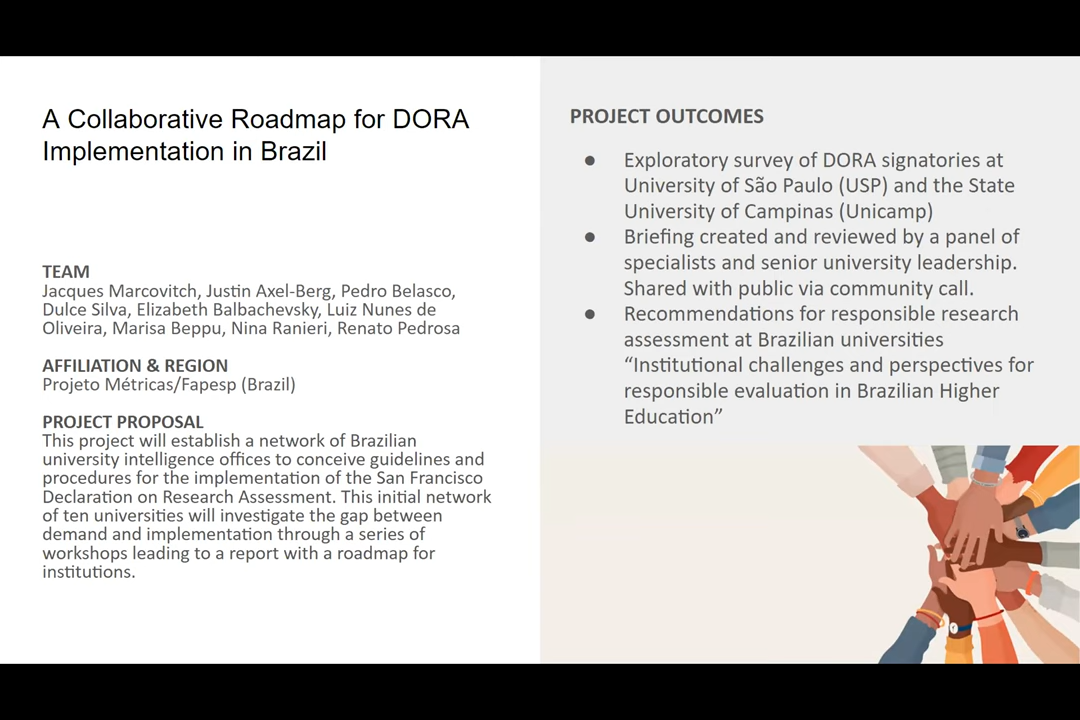 A Collaborative Roadmap for DORA
Implementation in Brazil
TEAM
Jacques Marcovitch, Justin Axel-Berg, Pedro Belasco,
Dulce Silva, Elizabeth Balbachevsky, Luiz Nunes de
Oliveira, Marisa Beppu, Nina Ranieri, Renato Pedrosa
AFFILIATION & REGION
Projeto Métricas/Fapesp (Brazil)
PROJECT PROPOSAL
This project will establish a network of Brazilian
university intelligence offices to conceive guidelines and
procedures for the implementation of the San Francisco
Declaration on Research Assessment. This initial network
of ten universities will investigate the gap between
demand and implementation through a series of
workshops leading to a report with a roadmap for
institutions.
PROJECT OUTCOMES
● Exploratory survey of DORA signatories at
University of São Paulo (USP) and the State
University of Campinas (Unicamp)
● Briefing created and reviewed by a panel of
specialists and senior university leadership.
Shared with public via community call.
● Recommendations for responsible research
assessment at Brazilian universities
“Institutional challenges and perspectives for
responsible evaluation in Brazilian Higher
Education”